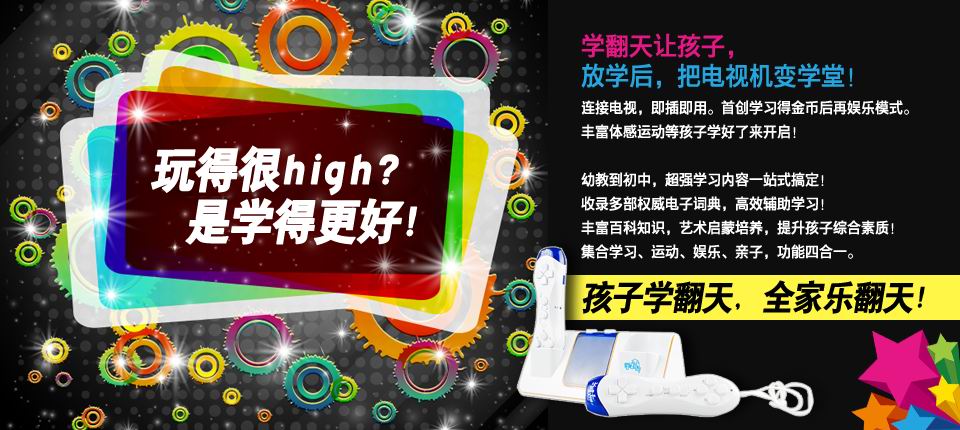 玩得很high?
是学得更好!
学翻天让孩子，
放学后，把电视机变学堂！
连接电视，即插即用。首创学习得金币后再娱乐模式。
丰富体感运动等孩子学好了来开启！
幼教到初中，超强学习内容一站式搞定！
收录多部权威电子词典，高效辅助学习！
丰富百科知识，艺术启蒙培养，提升孩子综合素质！
集合学习、运动、娱乐、亲子，功能四合一。
孩子学翻天，全家乐翻天！